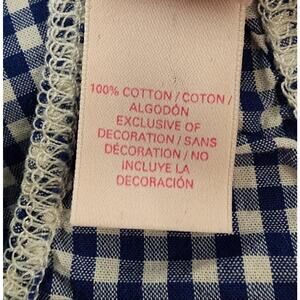 100% COTTON / COTON /
ALGODÓN
EXCLUSIVE OF
DECORATION / SANS
DÉCORATION / NO
INCLUYE LA
DECORACIÓN